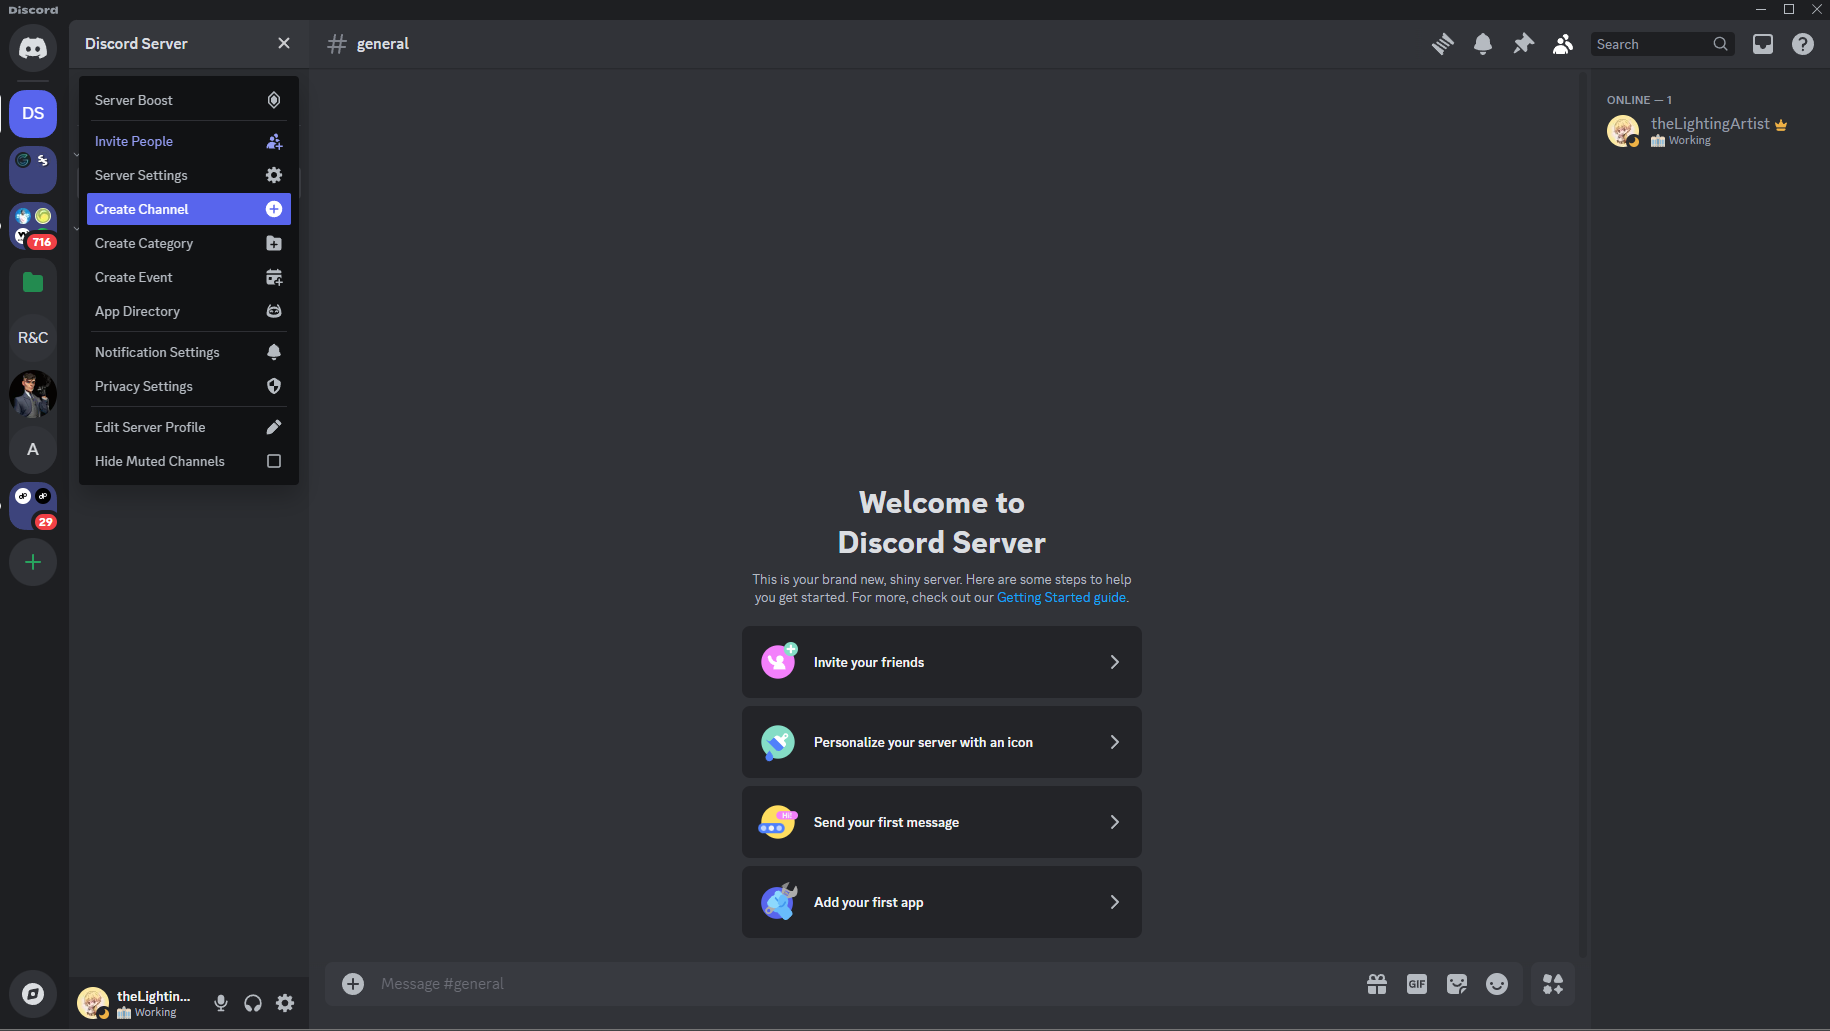 Discord
Discord Server
general
Search
DS
716
R&C
A
29
Server Boost
Invite People
Server Settings
Create Channel
Create Category
Create Event
App Directory
Notification Settings
Privacy Settings
Edit Server Profile
Hide Muted Channels
Welcome to
Discord Server
This is your brand new, shiny server. Here are some steps to help
you get started. For more, check out our Getting Started guide.
Invite your friends
Personalize your server with an icon
Hi!
Send your first message
Add your first app
Message #general
GIF
ONLINE — 1
theLightingArtist
Working
theLightin...
Working